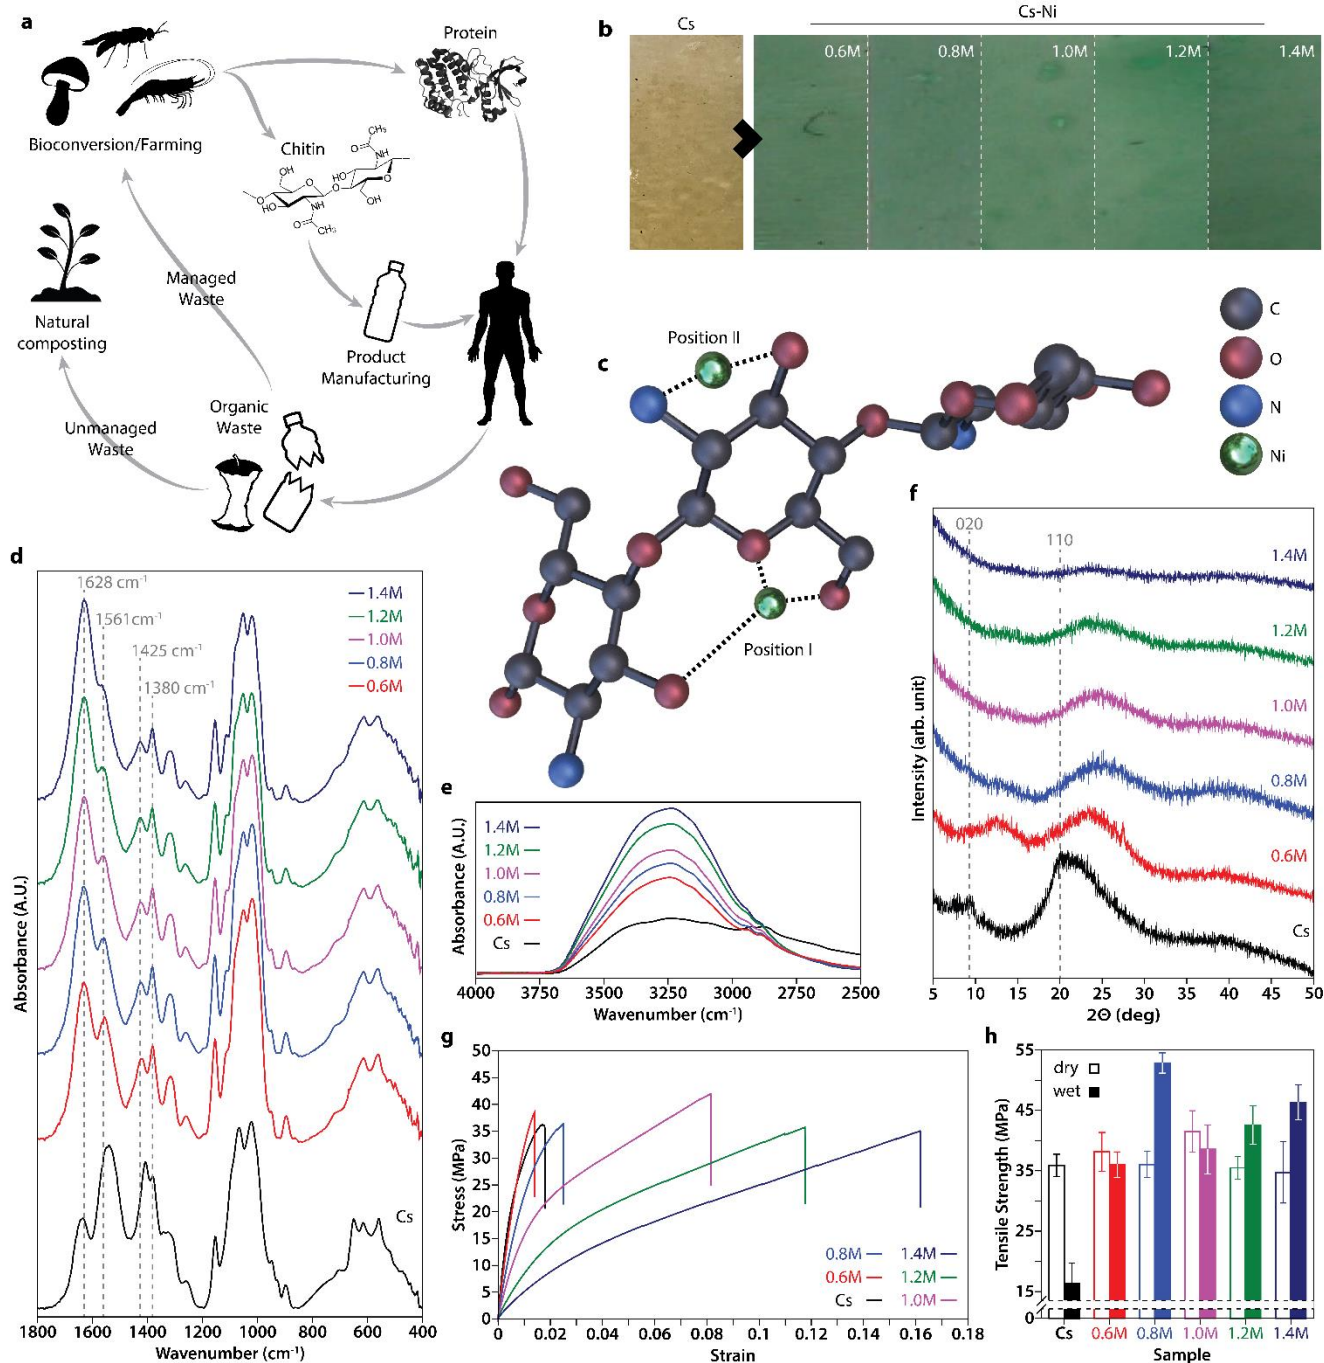 a
Protein
Bioconversion/Farming
Chitin
CH₃
O
NH
OH
HO
O
O
O
HO
O
NH
OH
O
CH₃
Managed
Waste
Natural
composting
Product
Manufacturing
Organic
Waste
Unmanaged
Waste
b
Cs
Cs-Ni
0.6M
0.8M
1.0M
1.2M
1.4M
c
Position II
Position I
C
O
N
Ni
d
1628 cm⁻¹
1561cm⁻¹
1425 cm⁻¹
1380 cm⁻¹
1.4M
1.2M
1.0M
0.8M
0.6M
Cs
Absorbance (A.U.)
1800 1600 1400 1200 1000 800 600 400
Wavenumber (cm⁻¹)
e
1.4M
1.2M
1.0M
0.8M
0.6M
Cs
Absorbance (A.U.)
4000 3750 3500 3250 3000 2750 2500
Wavenumber (cm⁻¹)
f
020
110
1.4M
1.2M
1.0M
0.8M
0.6M
Cs
Intensity (arb. unit)
5 10 15 20 25 30 35 40 45 50
2Θ (deg)
g
50
45
40
35
30
25
20
15
10
5
0
Stress (MPa)
0.8M
1.4M
0.6M
1.2M
Cs
1.0M
0 0.02 0.04 0.06 0.08 0.1 0.12 0.14 0.16 0.18
Strain
h
dry
wet
55
45
35
25
15
0
Tensile Strength (MPa)
Cs 0.6M 0.8M 1.0M 1.2M 1.4M
Sample